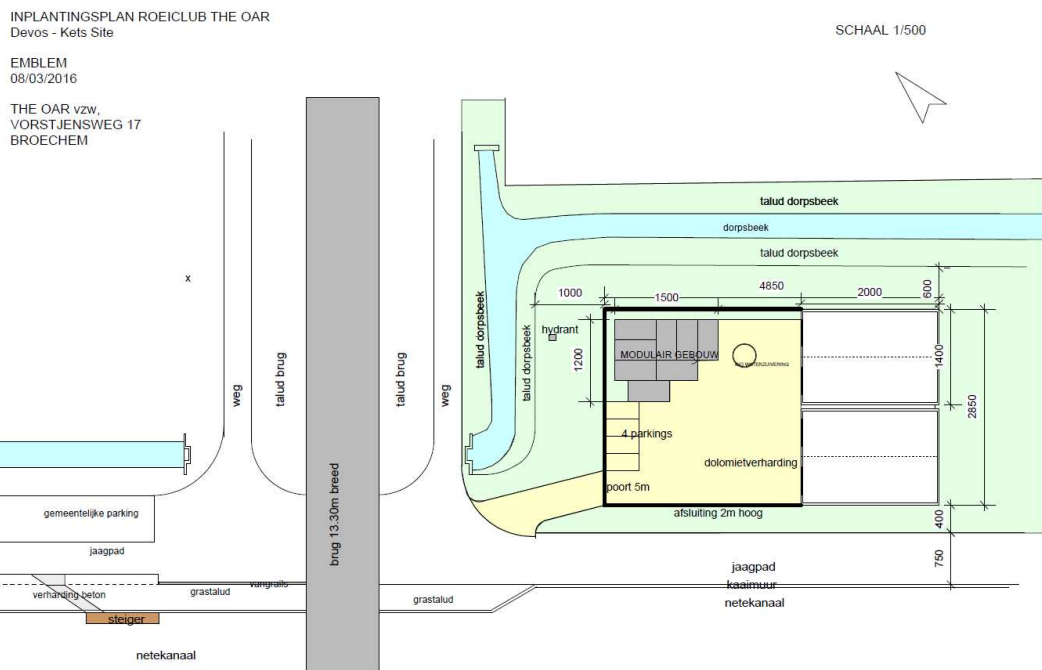 INPLANTINGSPLAN ROEICLUB THE OAR
Devos - Kets Site
SCHAAL 1/500
EMBLEM
08/03/2016
THE OAR vzw,
VORSTJENSWEG 17
BROECHEM
talud dorpsbeek
dorpsbeek
talud dorpsbeek
x
1000
1500
4850
2000
600
talud dorpsbeek
talud dorpsbeek
hydrant
1200
MODULAIR GEBOUW
BIO WATERZUIVERING
1400
2850
weg
talud brug
talud brug
weg
4 parkings
dolomietverharding
brug 13.30m breed
poort 5m
afsluiting 2m hoog
400
gemeentelijke parking
jaagpad
750
jaagpad
kaaimuur
netekanaal
vangrails
verharding beton
grastalud
grastalud
steiger
netekanaal